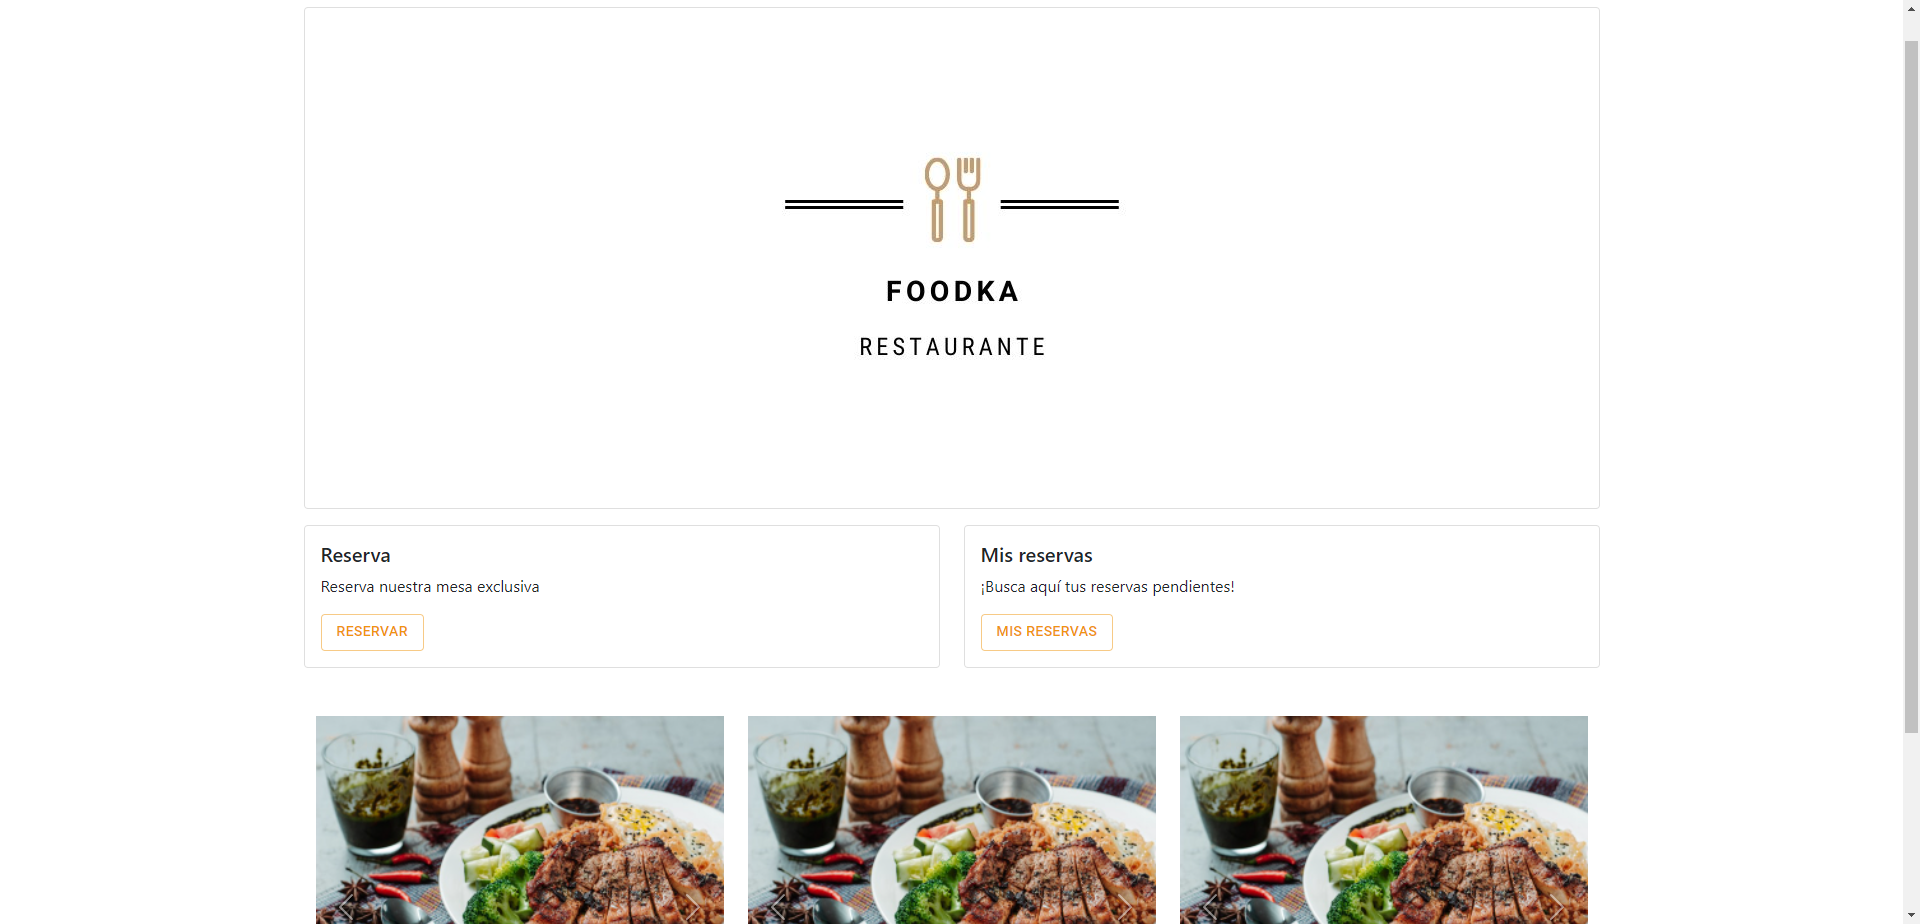 FOODKA
RESTAURANTE
Reserva
Reserva nuestra mesa exclusiva
RESERVAR
Mis reservas
¡Busca aquí tus reservas pendientes!
MIS RESERVAS